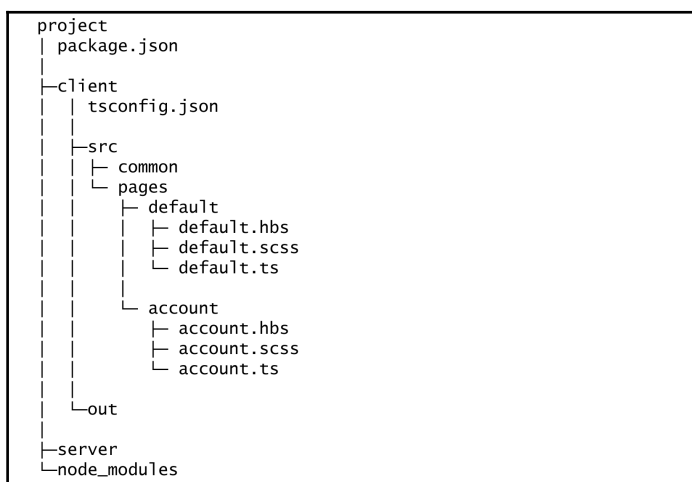 project
│ package.json
│
├─client
│  │ tsconfig.json
│  │
│  ├─src
│  │ ├─ common
│  │ └─ pages
│  │    ├─ default
│  │    │  ├─ default.hbs
│  │    │  ├─ default.scss
│  │    │  └─ default.ts
│  │    │
│  │    └─ account
│  │       ├─ account.hbs
│  │       ├─ account.scss
│  │       └─ account.ts
│  │
│  └─out
│
├─server
└─node_modules